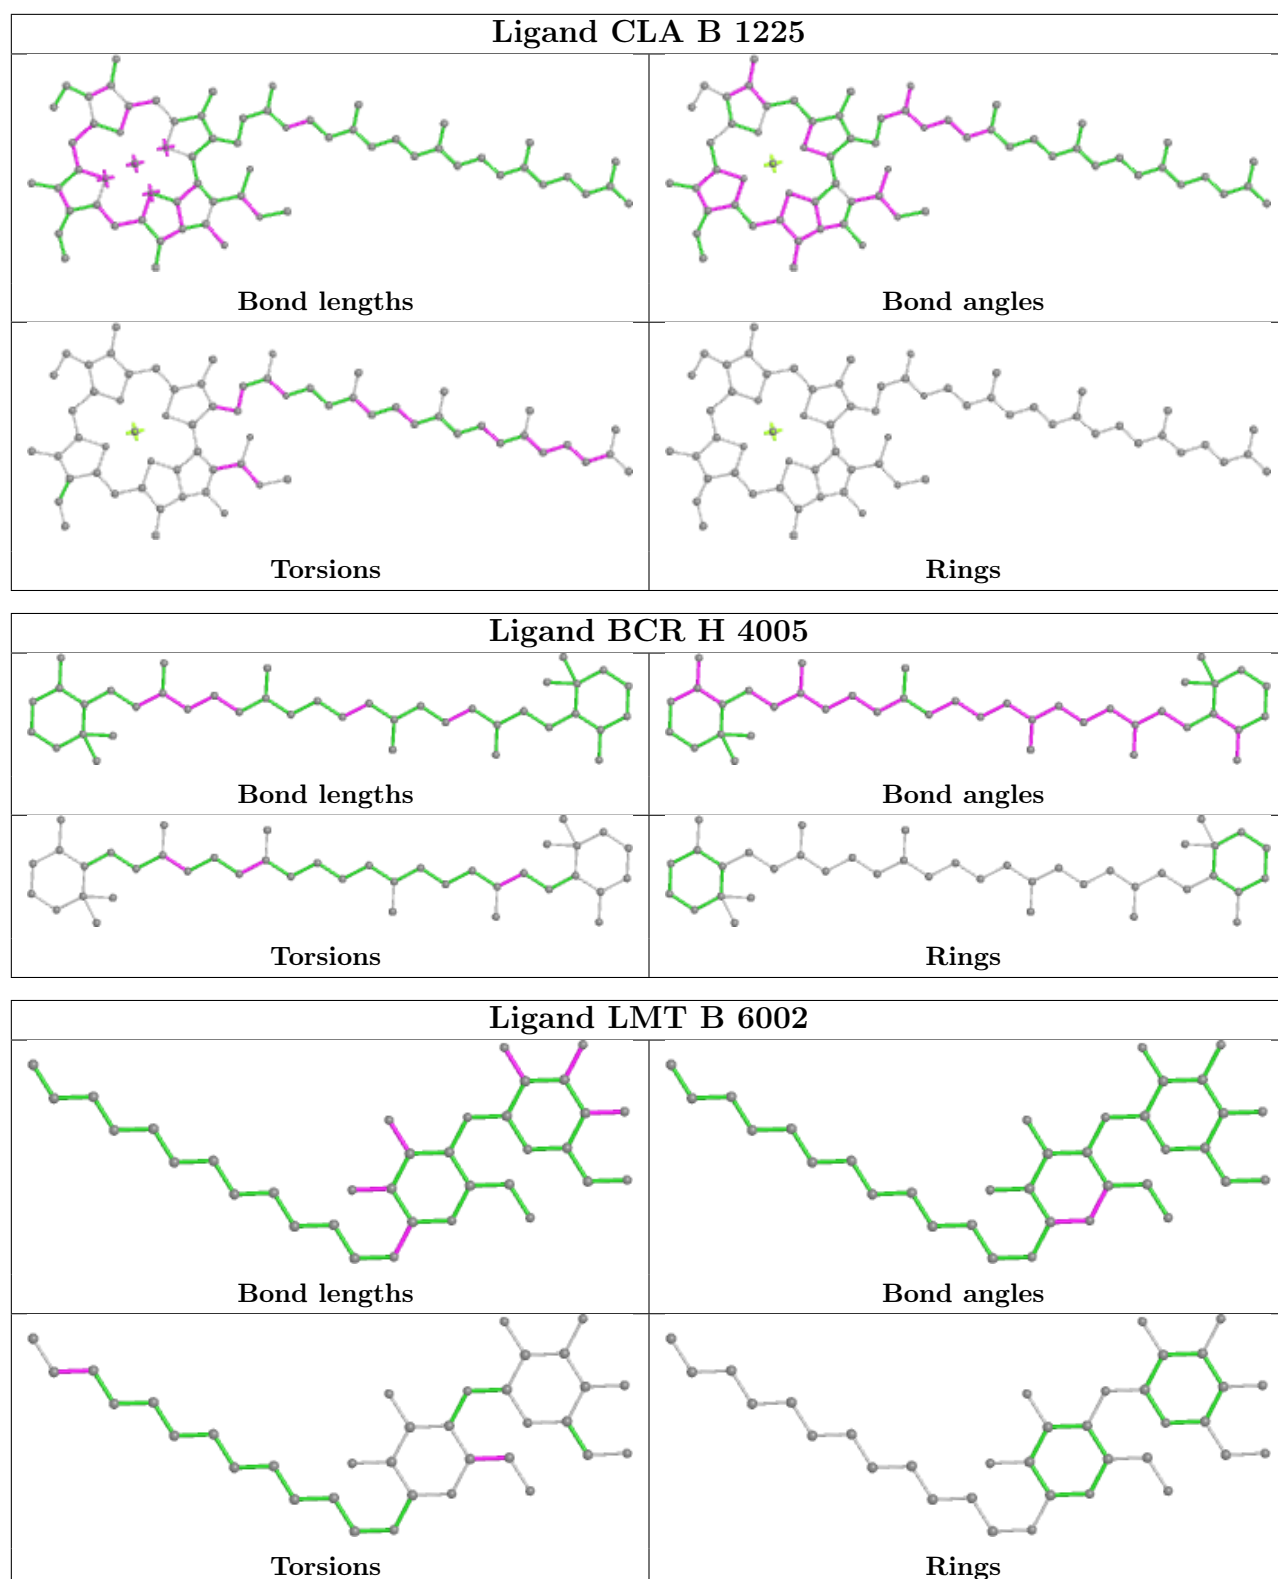 Ligand CLA B 1225
Bond lengths
Bond angles
Torsions
Rings
Ligand BCR H 4005
Bond lengths
Bond angles
Torsions
Rings
Ligand LMT B 6002
Bond lengths
Bond angles
Torsions
Rings